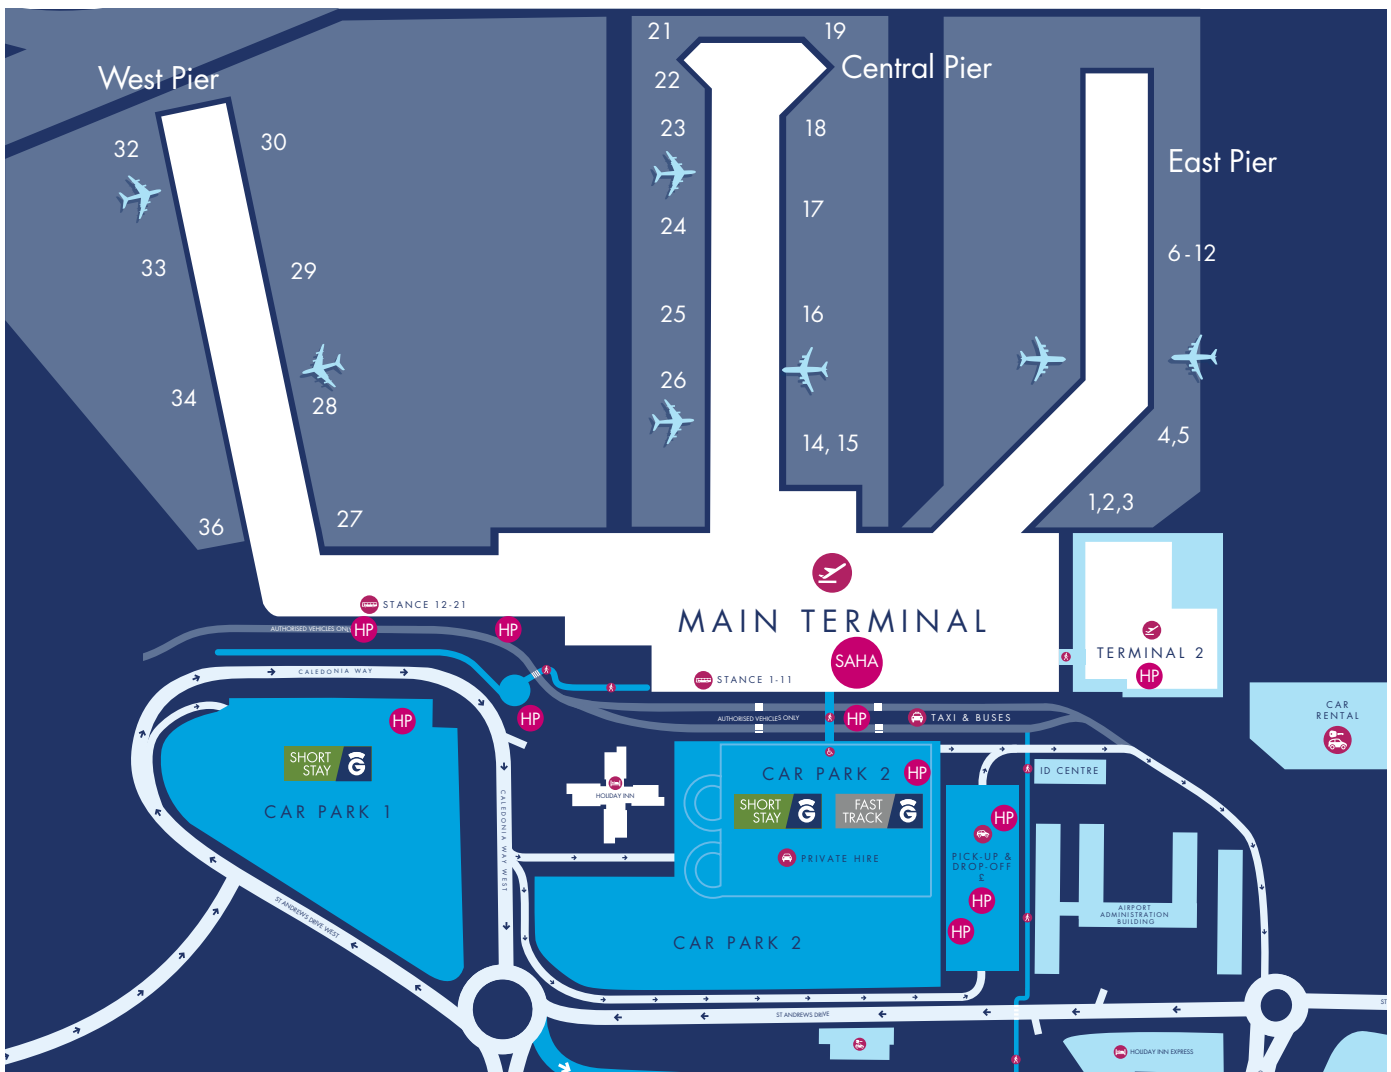 21
19
West Pier
Central Pier
22
32
30
23
18
East Pier
24
17
33
29
6-12
25
16
26
34
28
14, 15
4,5
1,2,3
36
27
STANCE 12-21
MAIN TERMINAL
AUTHORISED VEHICLES ONLY
HP
HP
SAHA
TERMINAL 2
HP
CALEDONIA WAY
STANCE 1-11
CAR
RENTAL
HP
HP
AUTHORISED VEHICLES ONLY
HP
TAXI & BUSES
SHORT
STAY
G
CAR PARK 1
HOLIDAY INN
CAR PARK 2
HP
SHORT
STAY
G
FAST
TRACK
G
PRIVATE HIRE
ID CENTRE
HP
PICK-UP &
DROP-OFF
£
HP
HP
CALEDONIA WAY WEST
AIRPORT
ADMINISTRATION
BUILDING
ST ANDREWS DRIVE WEST
CAR PARK 2
ST ANDREWS DRIVE
ST
HOLIDAY INN EXPRESS